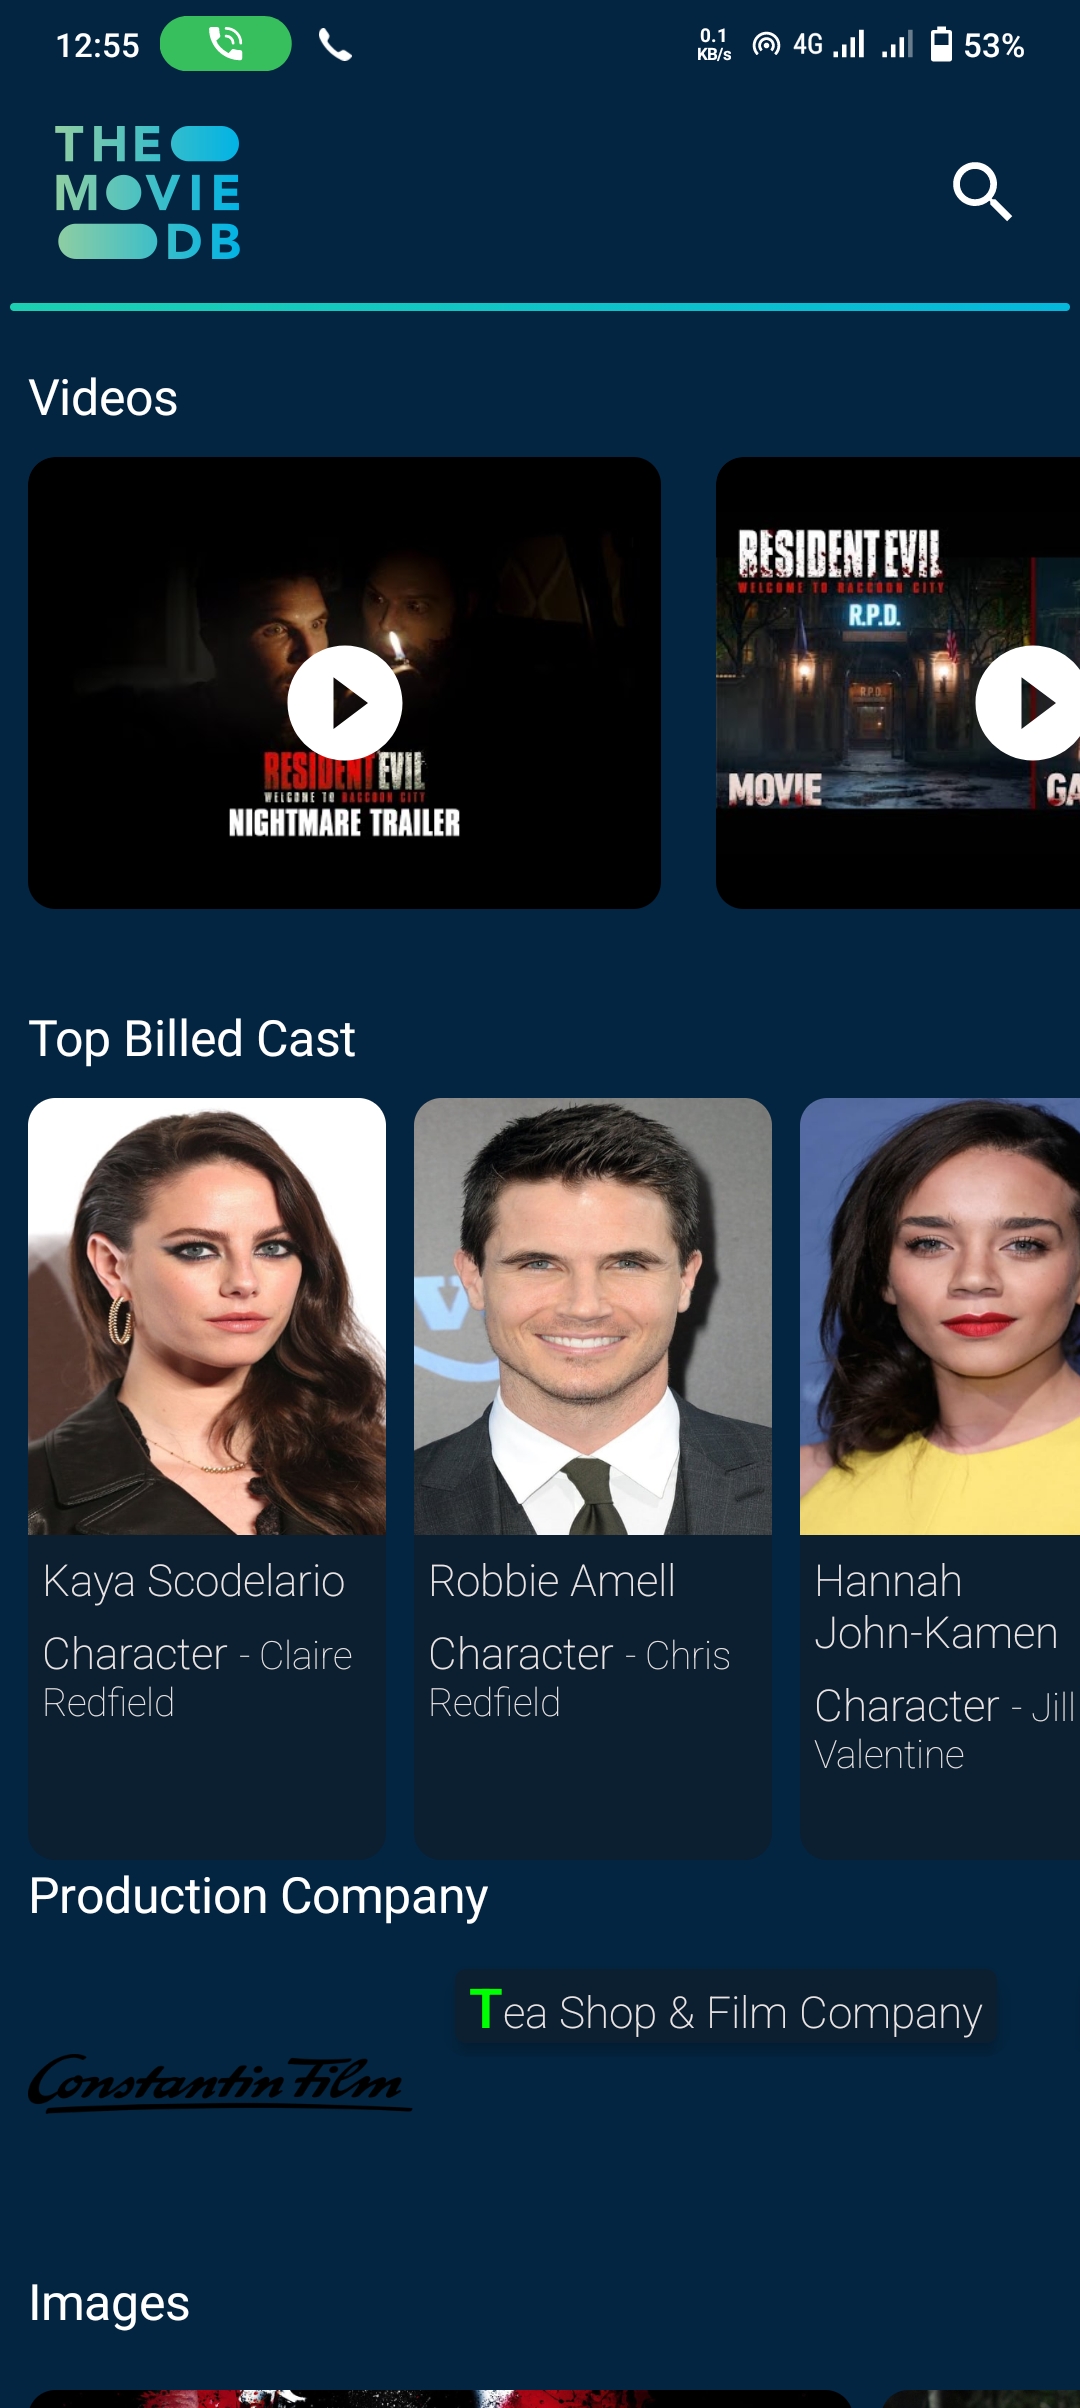 12:55
0.1
KB/s
4G
53%
THE
MOVIE
DB
Videos
RESIDENT EVIL
WELCOME TO RACCOON CITY
NIGHTMARE TRAILER
RESIDENT EVIL
WELCOME TO RACCOON CITY
R.P.D.
R.P.D
MOVIE
GA
Top Billed Cast
V
Kaya Scodelario
Character - Claire
Redfield
Robbie Amell
Character - Chris
Redfield
Hannah
John-Kamen
Character - Jill
Valentine
Production Company
Tea Shop & Film Company
Constantin Film
Images